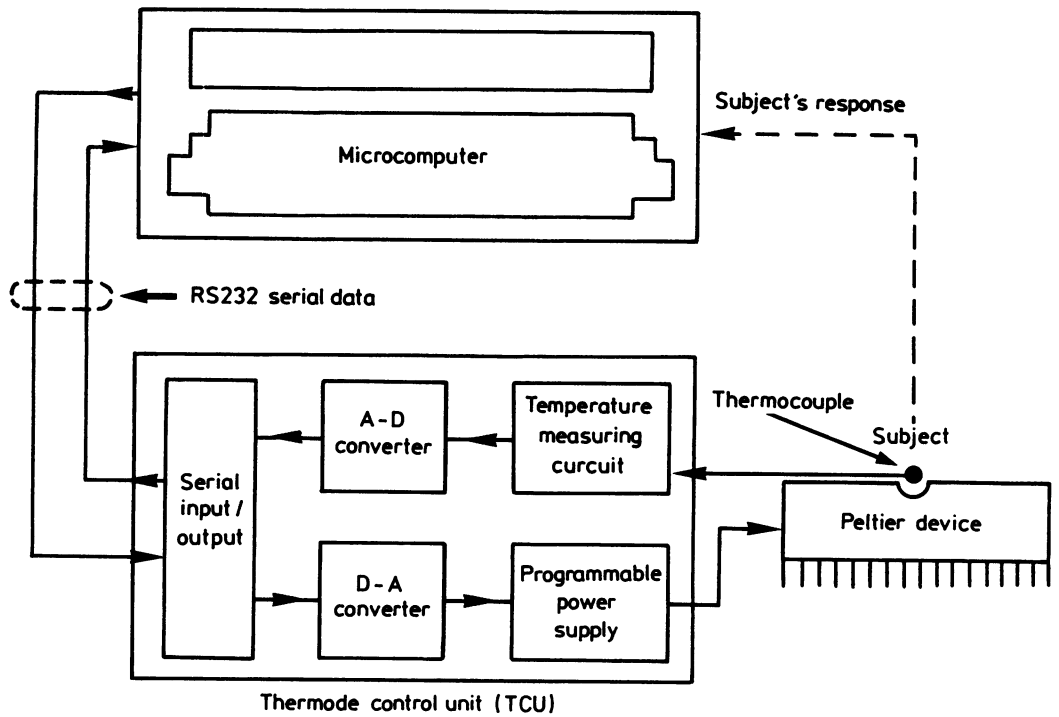 Subject's response
Microcomputer
RS232 serial data
Thermocouple
Subject
Peltier device
A-D
converter
Temperature
measuring
curcuit
Serial
input /
output
D-A
converter
Programmable
power
supply
Thermode control unit (TCU)